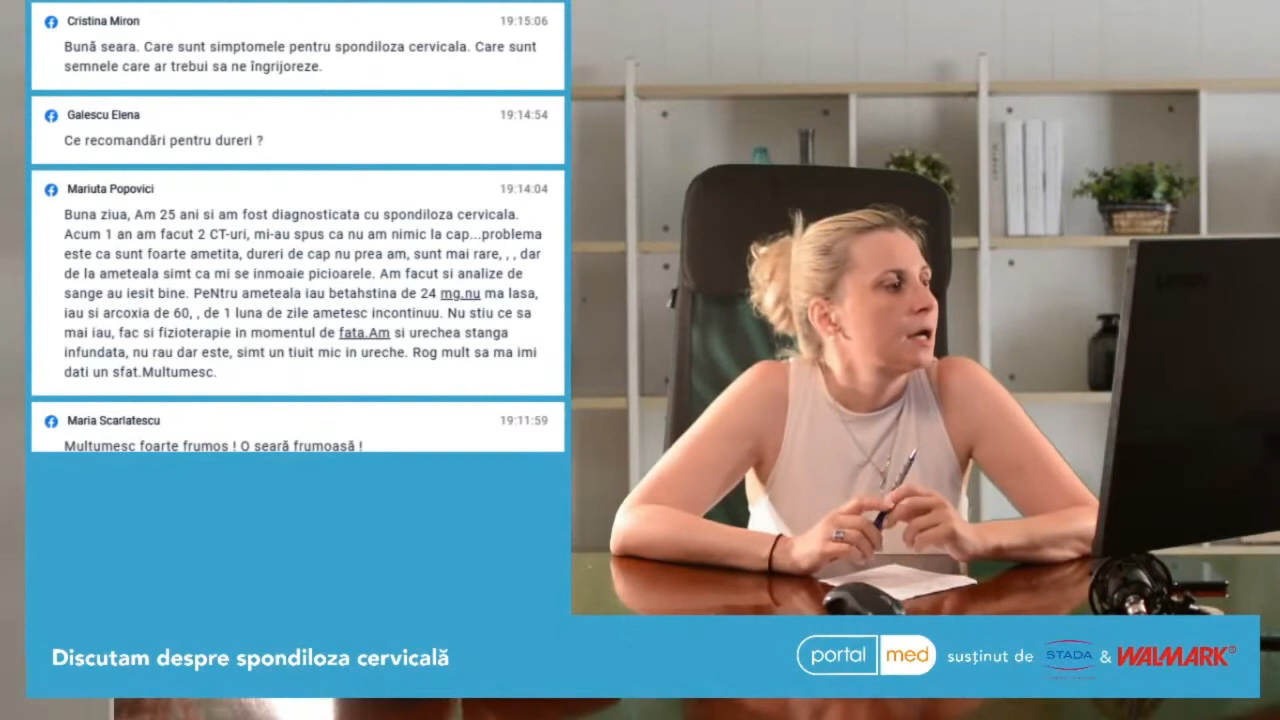 Cristina Miron
19:15:06
Bună seara. Care sunt simptomele pentru spondiloza cervicala. Care sunt
semnele care ar trebui sa ne îngrijoreze.
Galescu Elena
19:14:54
Ce recomandări pentru dureri ?
Mariuta Popovici
19:14:04
Buna ziua, Am 25 ani si am fost diagnosticata cu spondiloza cervicala.
Acum 1 an am facut 2 CT-uri, mi-au spus ca nu am nimic la cap...problema
este ca sunt foarte ametita, dureri de cap nu prea am, sunt mai rare, , , dar
de la ameteala simt ca mi se inmoaie picioarele. Am facut si analize de
sange au iesit bine. PeNtru ameteala iau betahstina de 24 mg.nu ma lasa,
iau si arcoxia de 60, , de 1 luna de zile ametesc incontinuu. Nu stiu ce sa
mai iau, fac si fizioterapie in momentul de fata.Am si urechea stanga
infundata, nu rau dar este, simt un tiuit mic in ureche. Rog mult sa ma imi
dati un sfat.Multumesc.
Maria Scarlatescu
19:11:59
Multumesc foarte frumos ! O seară frumoasă !
Discutam despre spondiloza cervicală
portal med susținut de STADA & WALMARK®